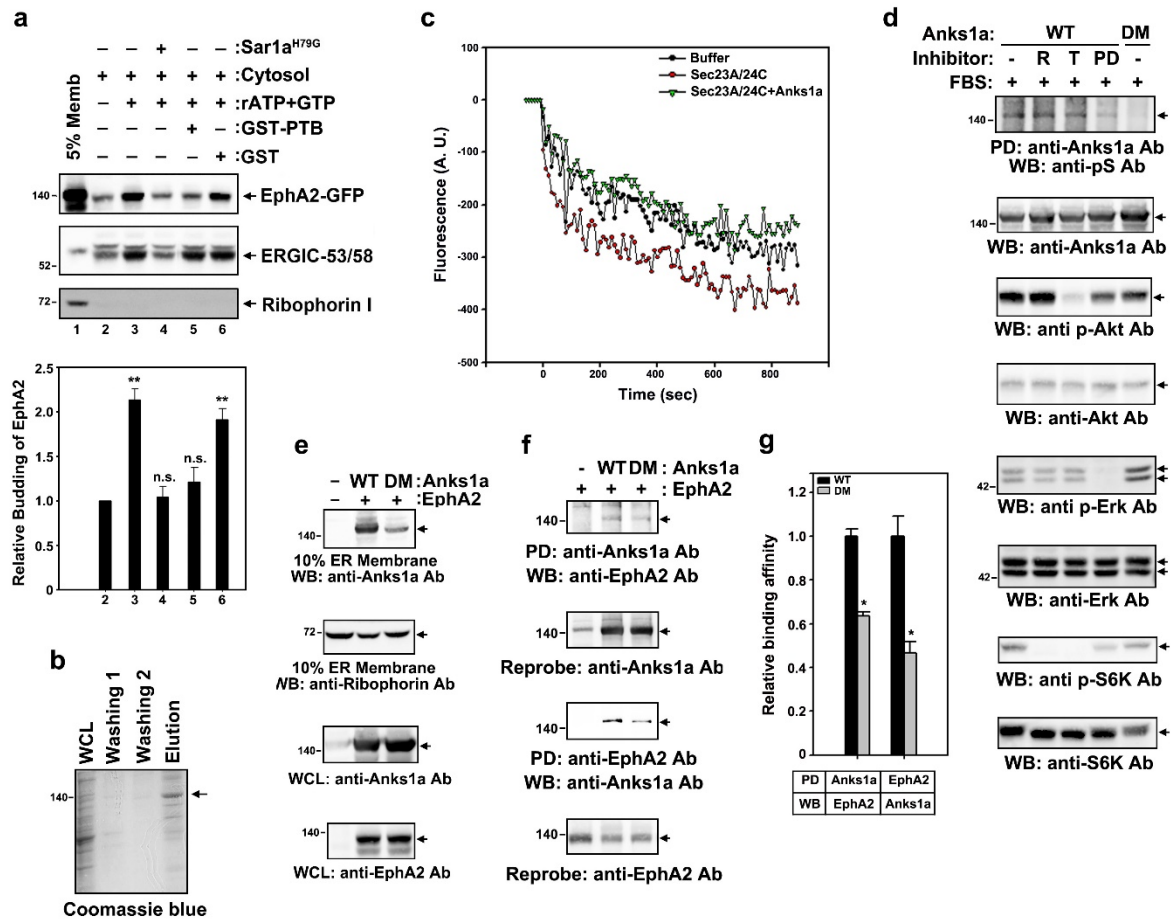 a
– – + – – :Sar1aH79G
5% Memb
+ + + + + :Cytosol
– + + + + :rATP+GTP
– – – + – :GST-PTB
– – – – + :GST
140
EphA2-GFP
52
ERGIC-53/58
72
Ribophorin I
1 2 3 4 5 6
Relative Budding of EphA2
2.5
2.0
1.5
1.0
0.5
0.0
**
n.s.
n.s.
**
2 3 4 5 6
b
WCL
Washing 1
Washing 2
Elution
140
Coomassie blue
c
Buffer
Sec23A/24C
Sec23A/24C+Anks1a
Fluorescence (A. U.)
100
0
-100
-200
-300
-400
-500
0 200 400 600 800
Time (sec)
d
Anks1a: WT DM
Inhibitor: - R T PD -
FBS: + + + + +
140
PD: anti-Anks1a Ab
WB: anti-pS Ab
140
WB: anti-Anks1a Ab
WB: anti p-Akt Ab
WB: anti-Akt Ab
42
WB: anti p-Erk Ab
42
WB: anti-Erk Ab
WB: anti p-S6K Ab
WB: anti-S6K Ab
e
– WT DM :Anks1a
– + + :EphA2
140
10% ER Membrane
WB: anti-Anks1a Ab
72
10% ER Membrane
WB: anti-Ribophorin Ab
140
WCL: anti-Anks1a Ab
140
WCL: anti-EphA2 Ab
f
- WT DM : Anks1a
+ + + : EphA2
140
PD: anti-Anks1a Ab
WB: anti-EphA2 Ab
140
Reprobe: anti-Anks1a Ab
140
PD: anti-EphA2 Ab
WB: anti-Anks1a Ab
140
Reprobe: anti-EphA2 Ab
g
WT
DM
Relative binding affinity
1.2
1.0
0.8
0.6
0.4
0.2
0
*
*
PD Anks1a EphA2
WB EphA2 Anks1a